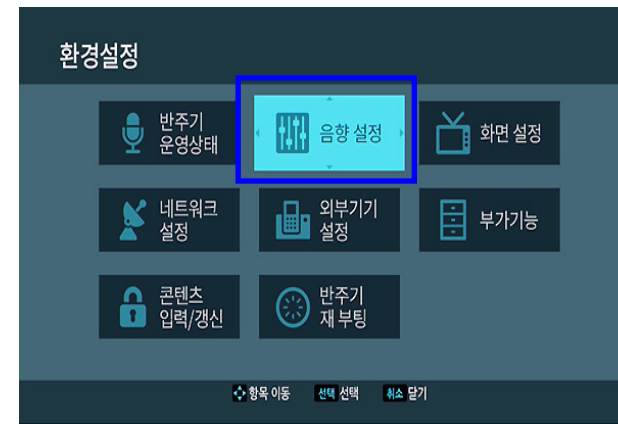 환경설정
반주기
운영상태
음향 설정
화면 설정
네트워크
설정
외부기기
설정
부가기능
콘텐츠
입력/갱신
반주기
재 부팅
항목 이동 선택 선택 취소 닫기